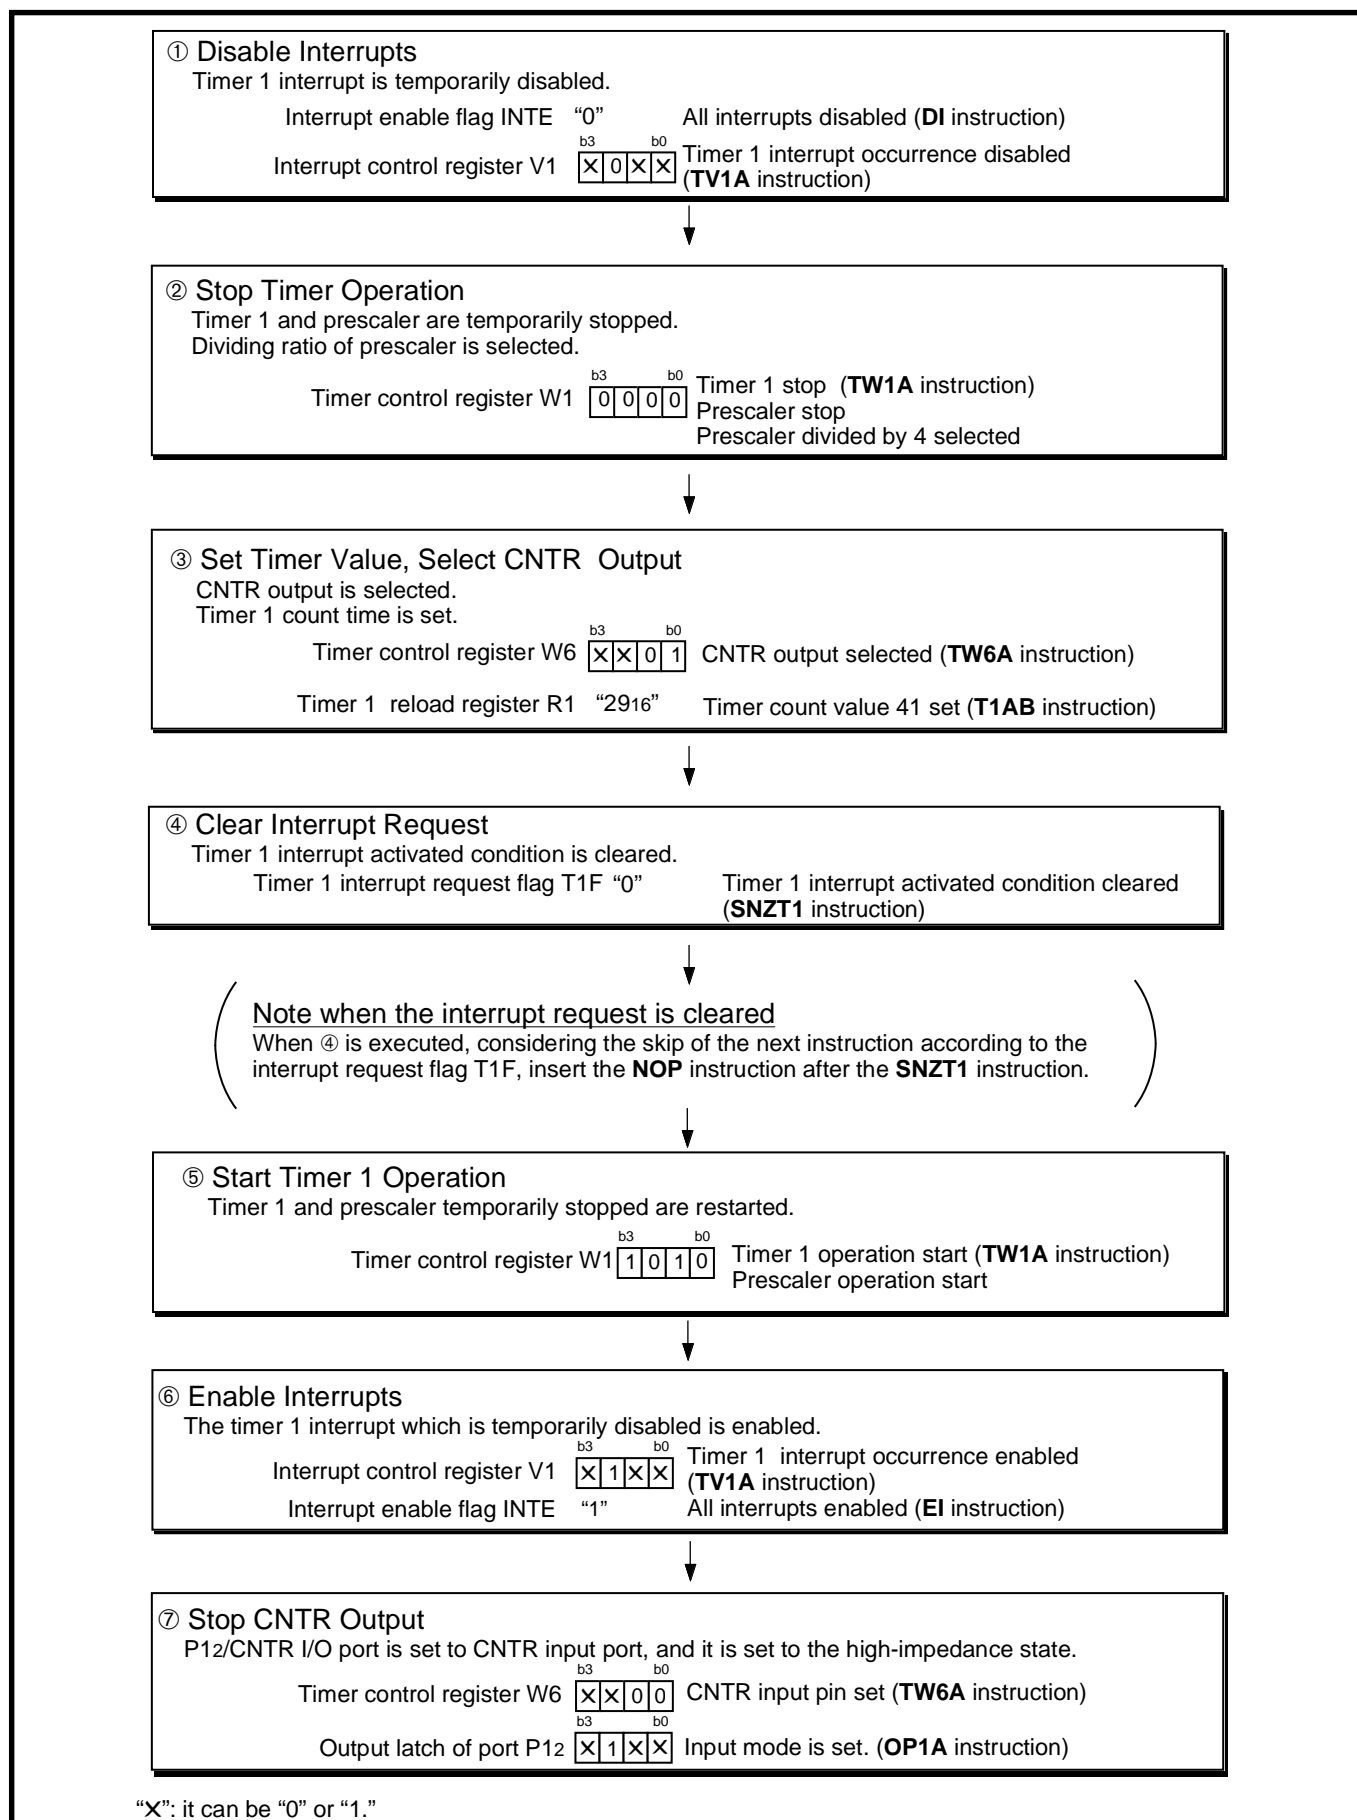 ① Disable Interrupts
Timer 1 interrupt is temporarily disabled.
Interrupt enable flag INTE “0” All interrupts disabled (DI instruction)
b3 b0
Interrupt control register V1 ✕ 0 ✕ ✕ Timer 1 interrupt occurrence disabled
(TV1A instruction)
② Stop Timer Operation
Timer 1 and prescaler are temporarily stopped.
Dividing ratio of prescaler is selected.
b3 b0
Timer control register W1 0 0 0 0 Timer 1 stop (TW1A instruction)
Prescaler stop
Prescaler divided by 4 selected
③ Set Timer Value, Select CNTR Output
CNTR output is selected.
Timer 1 count time is set.
b3 b0
Timer control register W6 ✕ ✕ 0 1 CNTR output selected (TW6A instruction)
Timer 1 reload register R1 “2916” Timer count value 41 set (T1AB instruction)
④ Clear Interrupt Request
Timer 1 interrupt activated condition is cleared.
Timer 1 interrupt request flag T1F “0” Timer 1 interrupt activated condition cleared
(SNZT1 instruction)
Note when the interrupt request is cleared
When ④ is executed, considering the skip of the next instruction according to the
interrupt request flag T1F, insert the NOP instruction after the SNZT1 instruction.
⑤ Start Timer 1 Operation
Timer 1 and prescaler temporarily stopped are restarted.
b3 b0
Timer control register W1 1 0 1 0 Timer 1 operation start (TW1A instruction)
Prescaler operation start
⑥ Enable Interrupts
The timer 1 interrupt which is temporarily disabled is enabled.
b3 b0
Interrupt control register V1 ✕ 1 ✕ ✕ Timer 1 interrupt occurrence enabled
(TV1A instruction)
Interrupt enable flag INTE “1” All interrupts enabled (EI instruction)
⑦ Stop CNTR Output
P12/CNTR I/O port is set to CNTR input port, and it is set to the high-impedance state.
b3 b0
Timer control register W6 ✕ ✕ 0 0 CNTR input pin set (TW6A instruction)
b3 b0
Output latch of port P12 ✕ 1 ✕ ✕ Input mode is set. (OP1A instruction)
“✕”: it can be “0” or “1.”